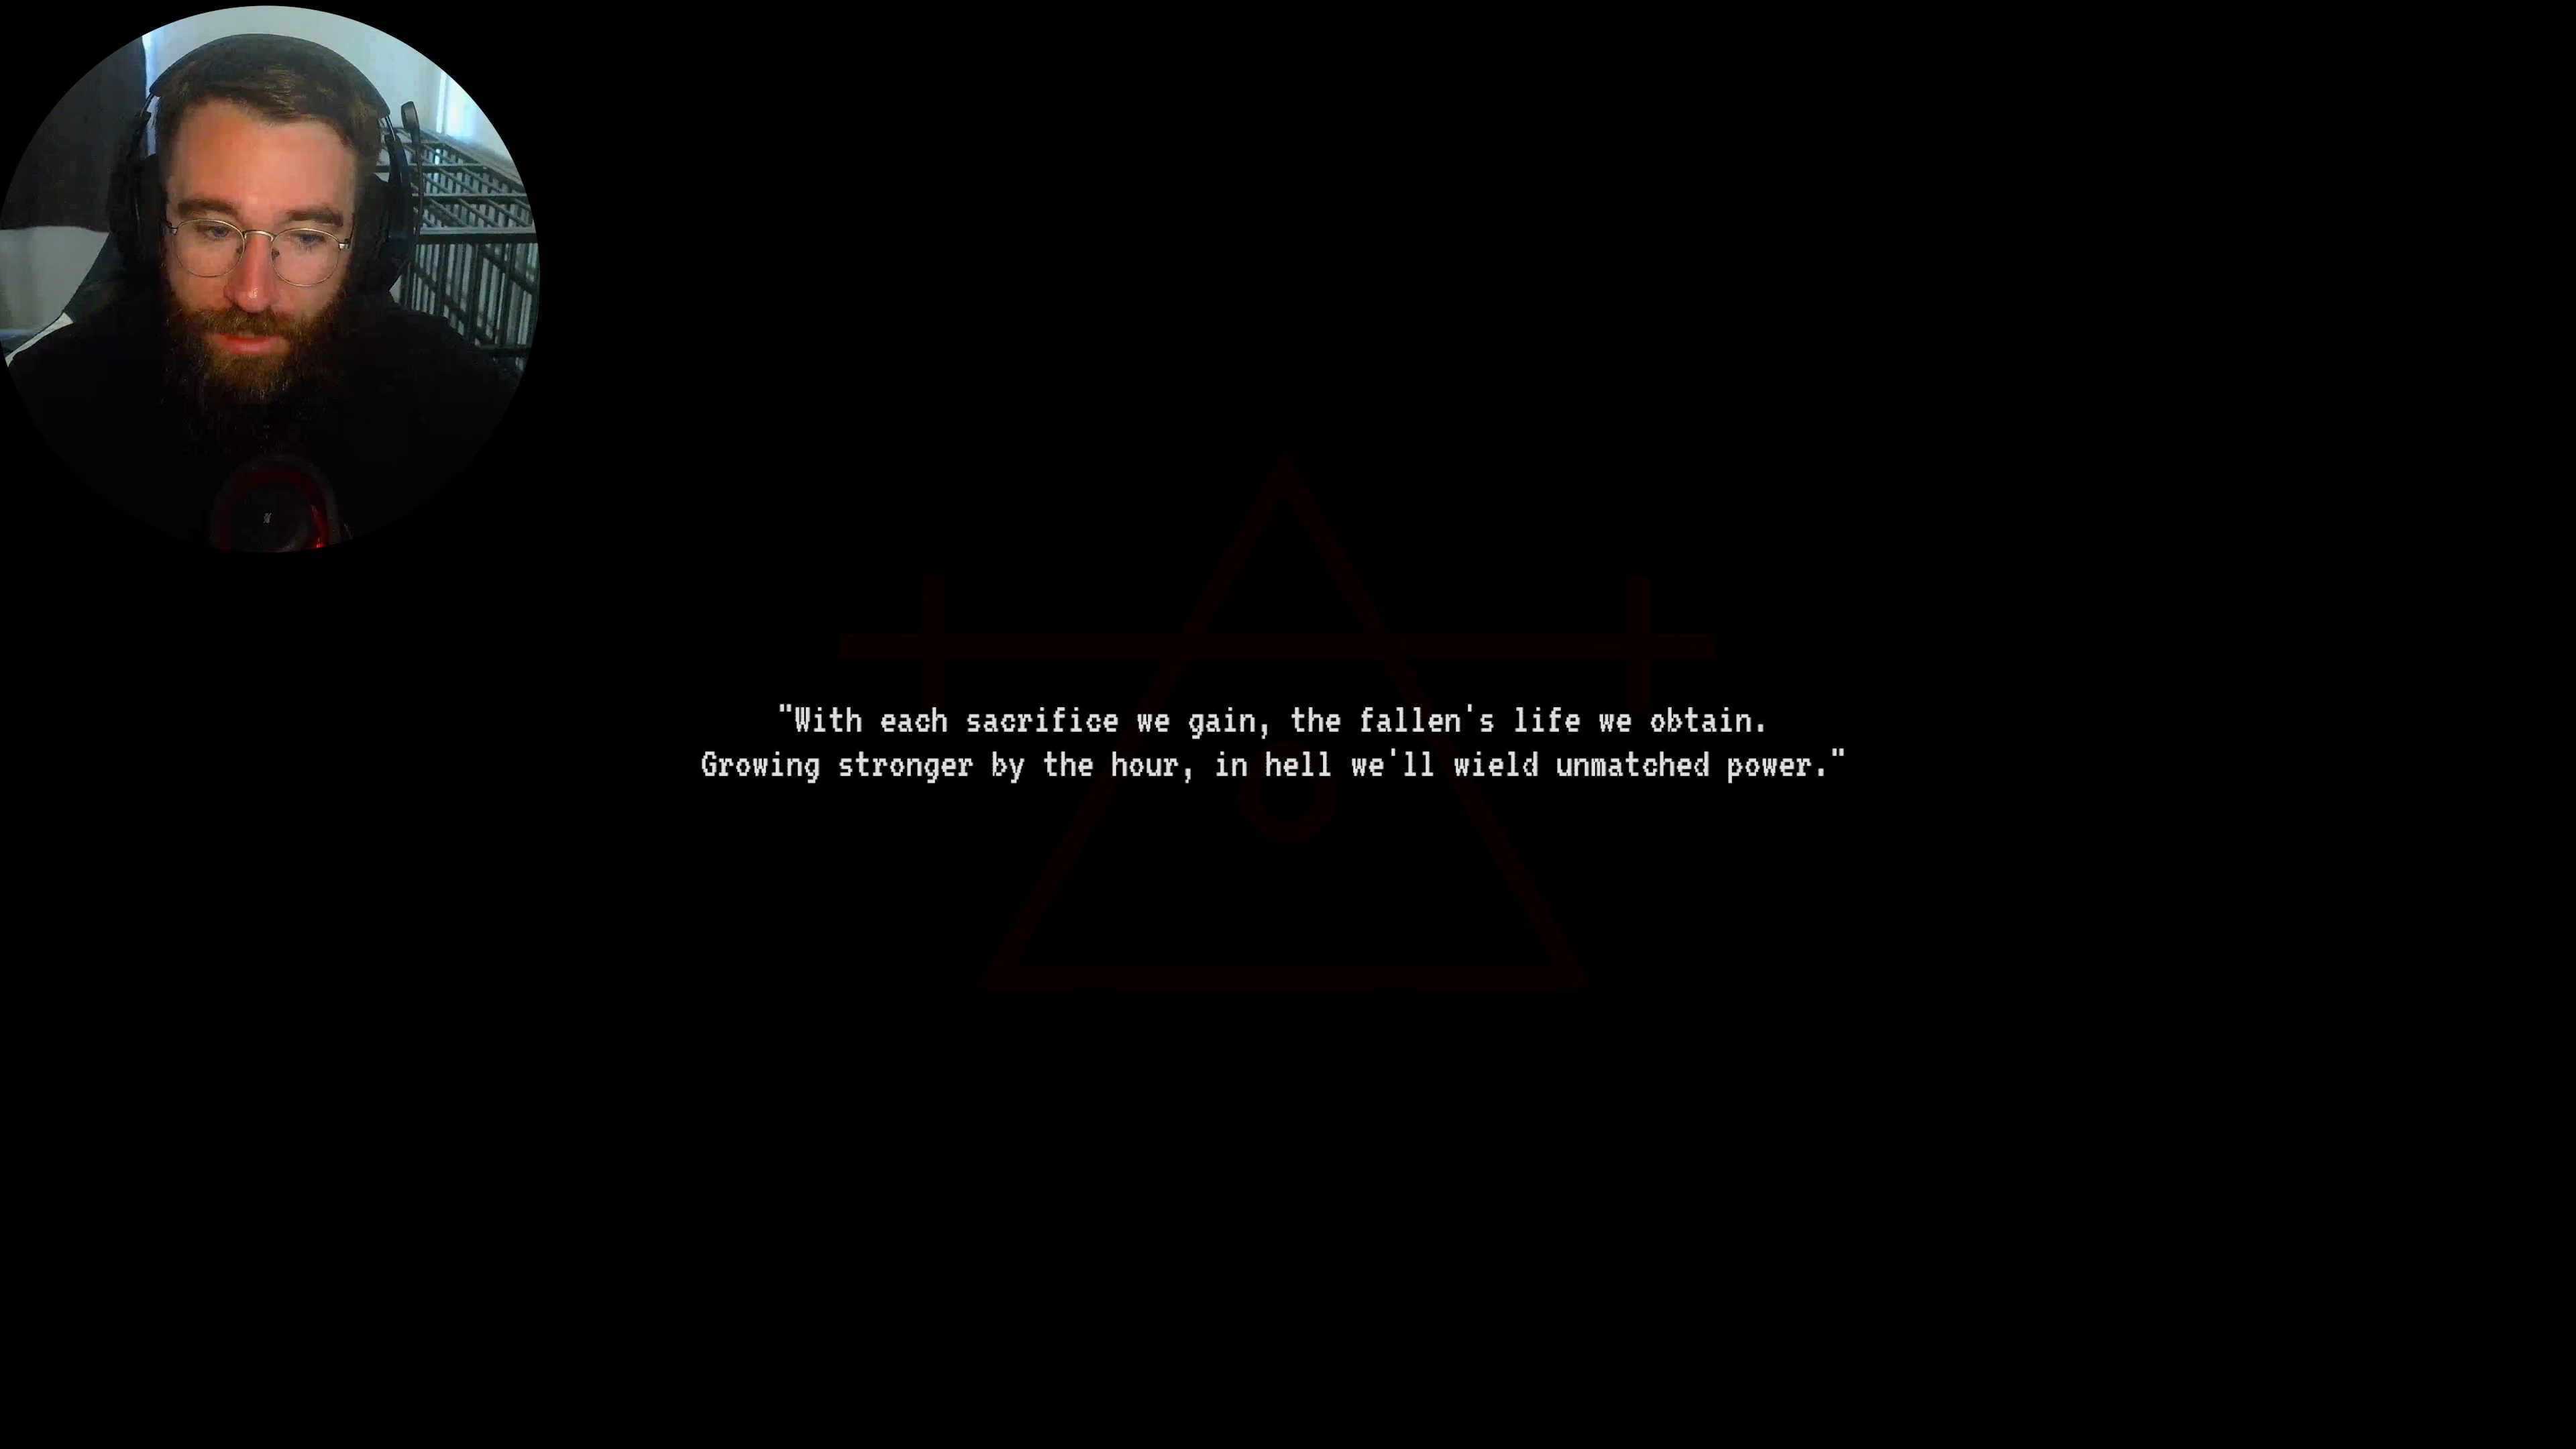 "With each sacrifice we gain, the fallen's life we obtain.
Growing stronger by the hour, in hell we'll wield unmatched power."